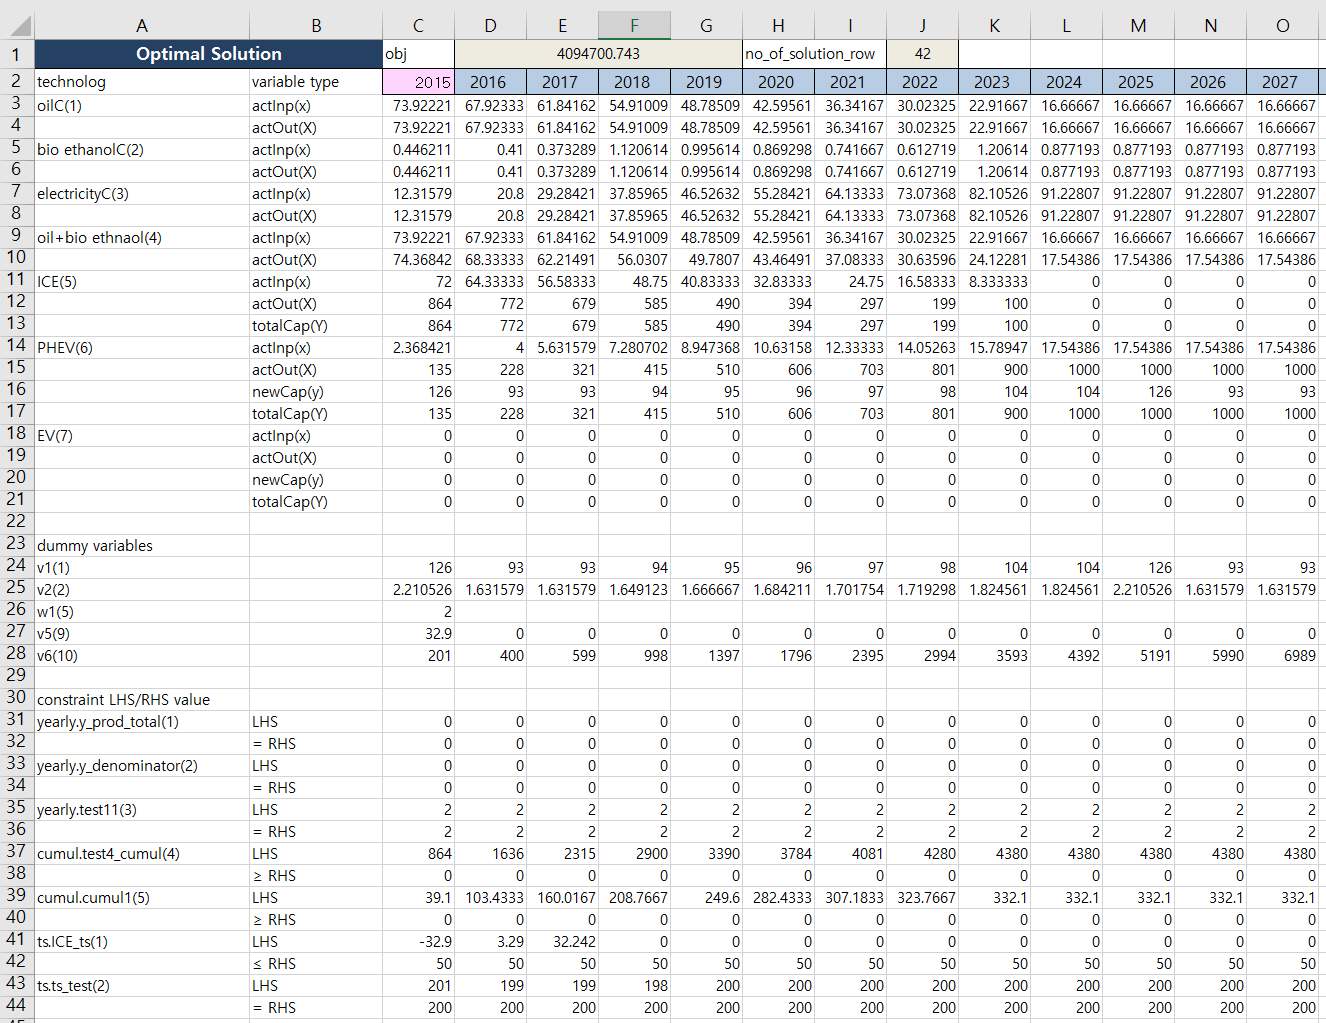 A B C D E F G H I J K L M N O
1 Optimal Solution obj 4094700.743 no_of_solution_row 42
2 technolog variable type 2015 2016 2017 2018 2019 2020 2021 2022 2023 2024 2025 2026 2027
3 oilC(1) actInp(x) 73.92221 67.92333 61.84162 54.91009 48.78509 42.59561 36.34167 30.02325 22.91667 16.66667 16.66667 16.66667 16.66667
4 actOut(X) 73.92221 67.92333 61.84162 54.91009 48.78509 42.59561 36.34167 30.02325 22.91667 16.66667 16.66667 16.66667 16.66667
5 bio ethanolC(2) actInp(x) 0.446211 0.41 0.373289 1.120614 0.995614 0.869298 0.741667 0.612719 1.20614 0.877193 0.877193 0.877193 0.877193
6 actOut(X) 0.446211 0.41 0.373289 1.120614 0.995614 0.869298 0.741667 0.612719 1.20614 0.877193 0.877193 0.877193 0.877193
7 electricityC(3) actInp(x) 12.31579 20.8 29.28421 37.85965 46.52632 55.28421 64.13333 73.07368 82.10526 91.22807 91.22807 91.22807 91.22807
8 actOut(X) 12.31579 20.8 29.28421 37.85965 46.52632 55.28421 64.13333 73.07368 82.10526 91.22807 91.22807 91.22807 91.22807
9 oil+bio ethnaol(4) actInp(x) 73.92221 67.92333 61.84162 54.91009 48.78509 42.59561 36.34167 30.02325 22.91667 16.66667 16.66667 16.66667 16.66667
10 actOut(X) 74.36842 68.33333 62.21491 56.0307 49.7807 43.46491 37.08333 30.63596 24.12281 17.54386 17.54386 17.54386 17.54386
11 ICE(5) actInp(x) 72 64.33333 56.58333 48.75 40.83333 32.83333 24.75 16.58333 8.333333 0 0 0 0
12 actOut(X) 864 772 679 585 490 394 297 199 100 0 0 0 0
13 totalCap(Y) 864 772 679 585 490 394 297 199 100 0 0 0 0
14 PHEV(6) actInp(x) 2.368421 4 5.631579 7.280702 8.947368 10.63158 12.33333 14.05263 15.78947 17.54386 17.54386 17.54386 17.54386
15 actOut(X) 135 228 321 415 510 606 703 801 900 1000 1000 1000 1000
16 newCap(y) 126 93 93 94 95 96 97 98 104 104 126 93 93
17 totalCap(Y) 135 228 321 415 510 606 703 801 900 1000 1000 1000 1000
18 EV(7) actInp(x) 0 0 0 0 0 0 0 0 0 0 0 0 0
19 actOut(X) 0 0 0 0 0 0 0 0 0 0 0 0 0
20 newCap(y) 0 0 0 0 0 0 0 0 0 0 0 0 0
21 totalCap(Y) 0 0 0 0 0 0 0 0 0 0 0 0 0
22
23 dummy variables
24 v1(1) 126 93 93 94 95 96 97 98 104 104 126 93 93
25 v2(2) 2.210526 1.631579 1.631579 1.649123 1.666667 1.684211 1.701754 1.719298 1.824561 1.824561 2.210526 1.631579 1.631579
26 w1(5) 2
27 v5(9) 32.9 0 0 0 0 0 0 0 0 0 0 0 0
28 v6(10) 201 400 599 998 1397 1796 2395 2994 3593 4392 5191 5990 6989
29
30 constraint LHS/RHS value
31 yearly.y_prod_total(1) LHS 0 0 0 0 0 0 0 0 0 0 0 0 0
32 = RHS 0 0 0 0 0 0 0 0 0 0 0 0 0
33 yearly.y_denominator(2) LHS 0 0 0 0 0 0 0 0 0 0 0 0 0
34 = RHS 0 0 0 0 0 0 0 0 0 0 0 0 0
35 yearly.test11(3) LHS 2 2 2 2 2 2 2 2 2 2 2 2 2
36 = RHS 2 2 2 2 2 2 2 2 2 2 2 2 2
37 cumul.test4_cumul(4) LHS 864 1636 2315 2900 3390 3784 4081 4280 4380 4380 4380 4380 4380
38 ≥ RHS 0 0 0 0 0 0 0 0 0 0 0 0 0
39 cumul.cumul1(5) LHS 39.1 103.4333 160.0167 208.7667 249.6 282.4333 307.1833 323.7667 332.1 332.1 332.1 332.1 332.1
40 ≥ RHS 0 0 0 0 0 0 0 0 0 0 0 0 0
41 ts.ICE_ts(1) LHS -32.9 3.29 32.242 0 0 0 0 0 0 0 0 0 0
42 ≤ RHS 50 50 50 50 50 50 50 50 50 50 50 50 50
43 ts.ts_test(2) LHS 201 199 199 198 200 200 200 200 200 200 200 200 200
44 = RHS 200 200 200 200 200 200 200 200 200 200 200 200 200